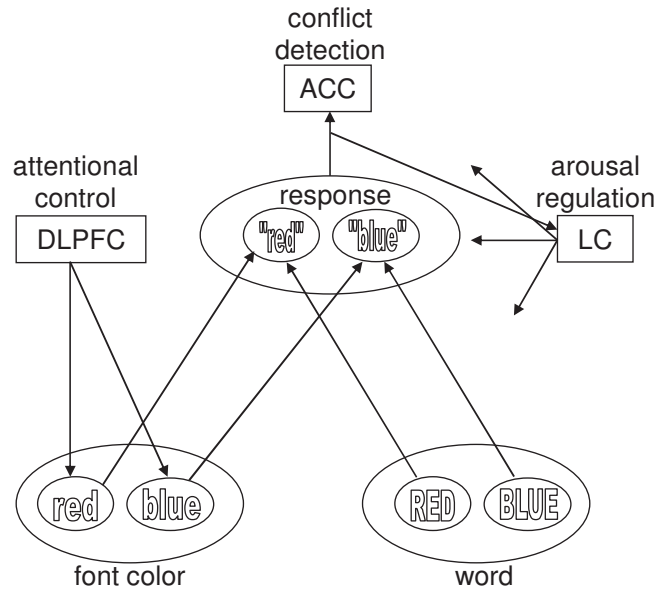 conflict
detection
ACC
attentional
control
DLPFC
response
"red" "blue"
arousal
regulation
LC
red blue
font color
RED BLUE
word